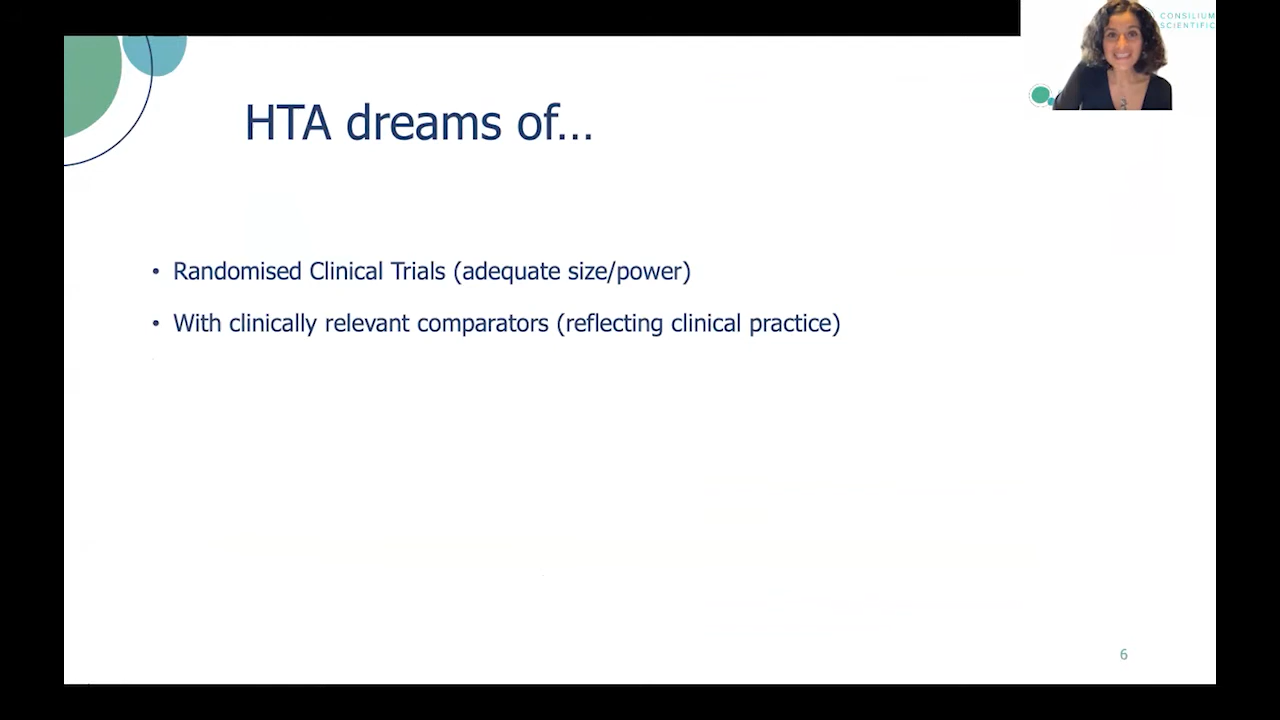 CONSILIUM
SCIENTIFIC
HTA dreams of...
• Randomised Clinical Trials (adequate size/power)
• With clinically relevant comparators (reflecting clinical practice)
6